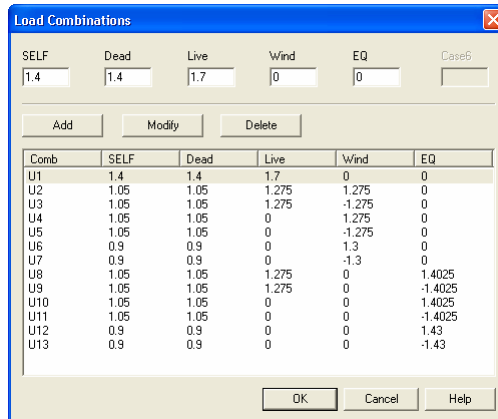 Load Combinations
SELF Dead Live Wind EQ Case6
1.4 1.4 1.7 0 0
Add Modify Delete
Comb SELF Dead Live Wind EQ
U1 1.4 1.4 1.7 0 0
U2 1.05 1.05 1.275 1.275 0
U3 1.05 1.05 1.275 -1.275 0
U4 1.05 1.05 0 1.275 0
U5 1.05 1.05 0 -1.275 0
U6 0.9 0.9 0 1.3 0
U7 0.9 0.9 0 -1.3 0
U8 1.05 1.05 1.275 0 1.4025
U9 1.05 1.05 1.275 0 -1.4025
U10 1.05 1.05 0 0 1.4025
U11 1.05 1.05 0 0 -1.4025
U12 0.9 0.9 0 0 1.43
U13 0.9 0.9 0 0 -1.43
OK Cancel Help